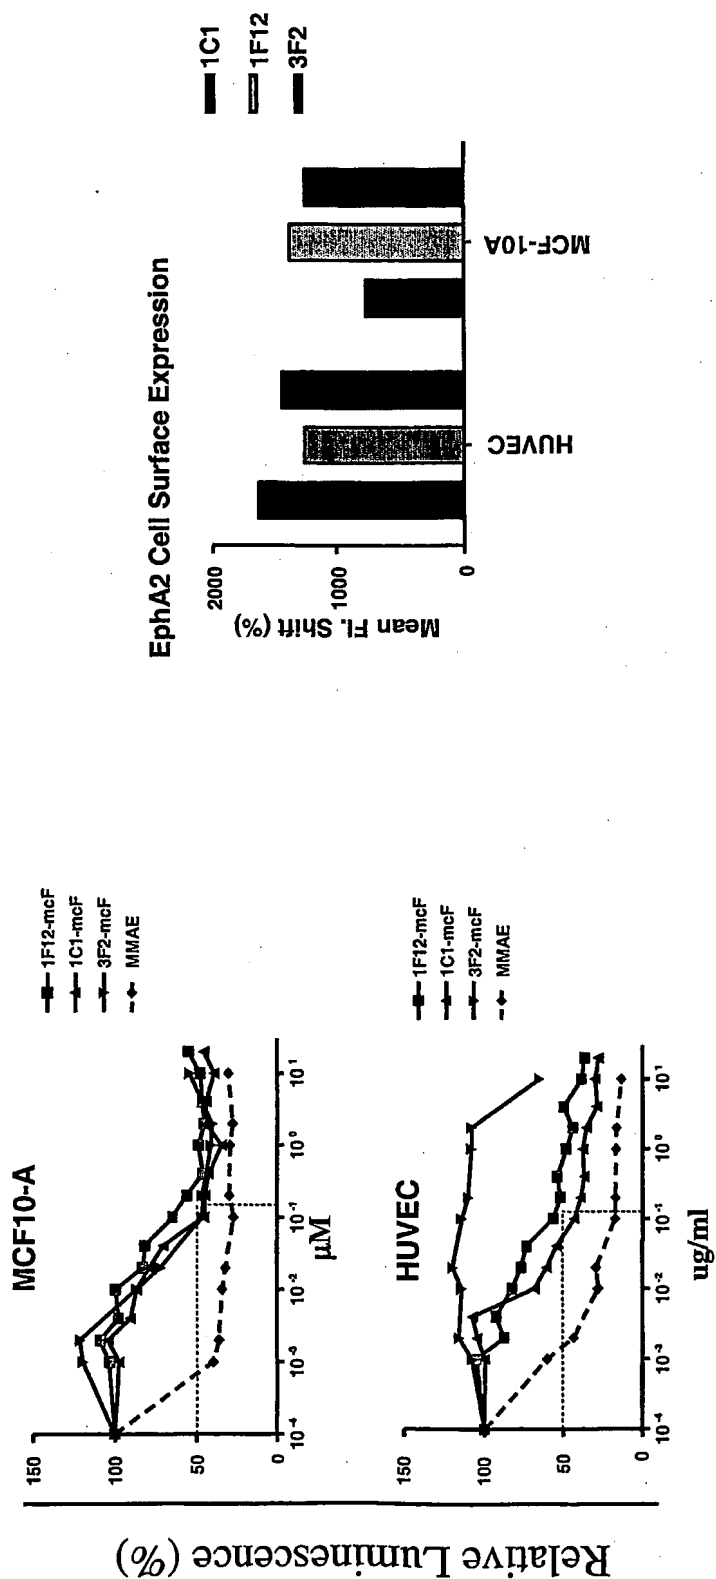 Relative Luminescence (%)
MCF10-A
150
100
50
0
10-4
10-3
10-2
10-1
10⁰
10¹
µM
1F12-mcF
1C1-mcF
3F2-mcF
MMAE
HUVEC
150
100
50
0
10-4
10-3
10-2
10-1
10⁰
10¹
ug/ml
1F12-mcF
1C1-mcF
3F2-mcF
MMAE
EphA2 Cell Surface Expression
Mean Fl. Shift (%)
2000
1000
0
HUVEC
MCF-10A
1C1
1F12
3F2